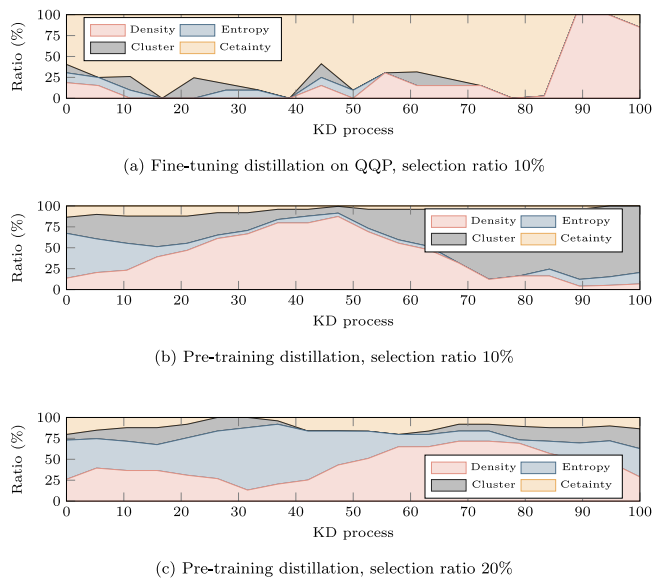 100
75
50
25
0
Ratio (%)
Density Entropy
Cluster Cetainty
0 10 20 30 40 50 60 70 80 90 100
KD process
(a) Fine-tuning distillation on QQP, selection ratio 10%
100
75
50
25
0
Ratio (%)
Density Entropy
Cluster Cetainty
0 10 20 30 40 50 60 70 80 90 100
KD process
(b) Pre-training distillation, selection ratio 10%
100
75
50
25
0
Ratio (%)
Density Entropy
Cluster Cetainty
0 10 20 30 40 50 60 70 80 90 100
KD process
(c) Pre-training distillation, selection ratio 20%